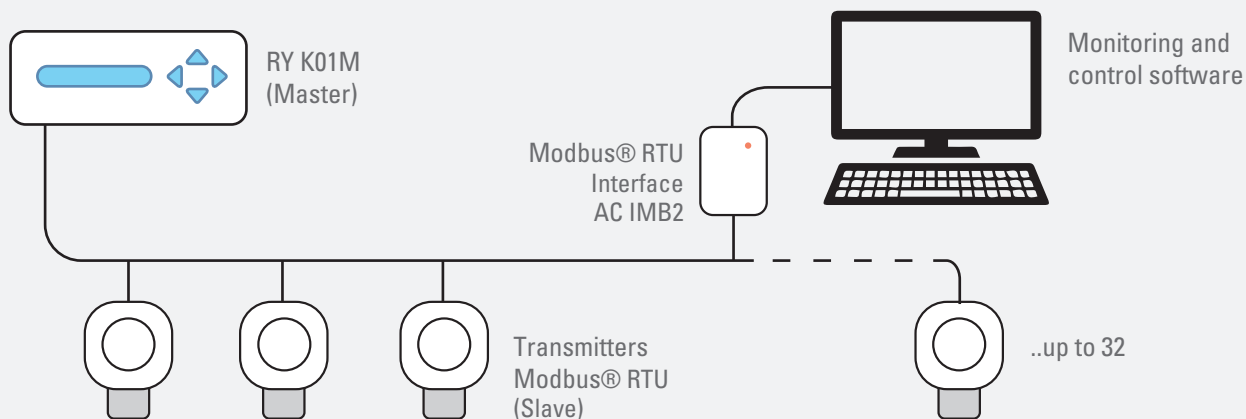 RY K01M
(Master)
Monitoring and
control software
Modbus® RTU
Interface
AC IMB2
Transmitters
Modbus® RTU
(Slave)
..up to 32